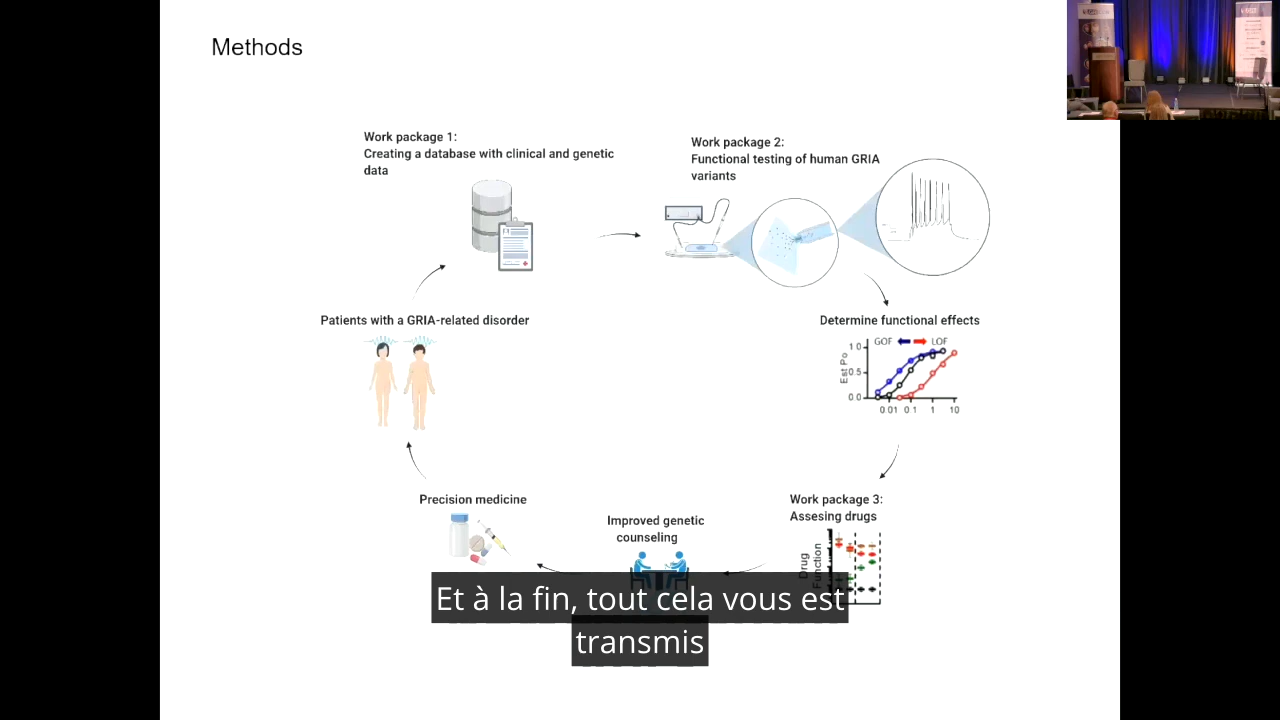 Methods
Work package 1:
Creating a database with clinical and genetic
data
Work package 2:
Functional testing of human GRIA
variants
Patients with a GRIA-related disorder
Determine functional effects
GOF LOF
Est Po
1.0
0.5
0.0
0.01 0.1 1 10
Precision medicine
Improved genetic
counseling
Work package 3:
Assesing drugs
Drug
Function
Et à la fin, tout cela vous est
transmis